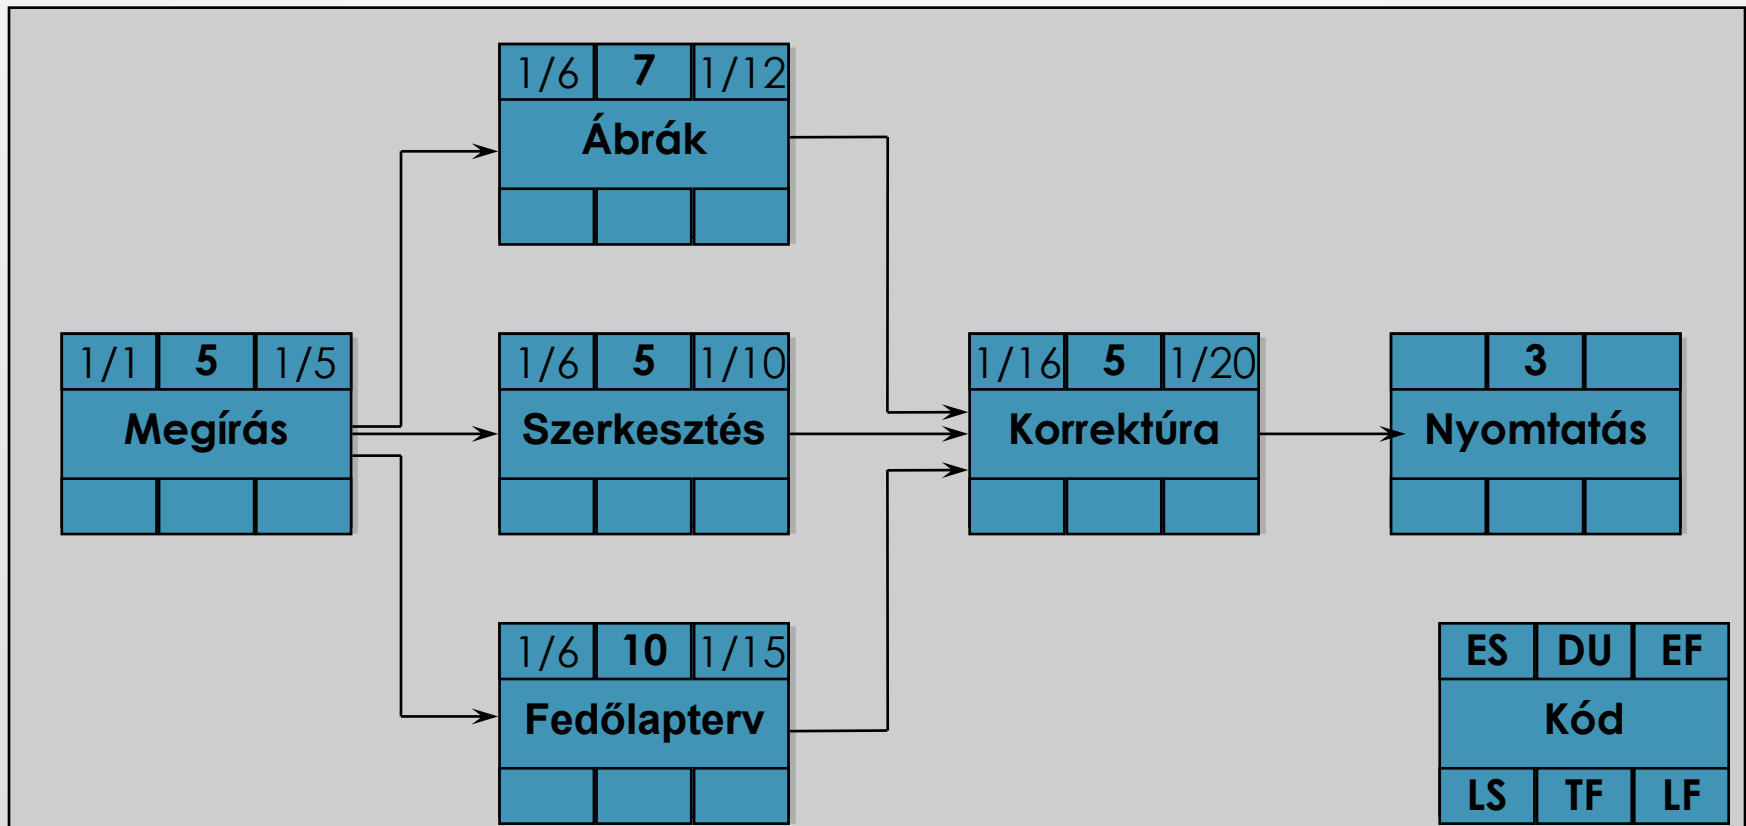 1/6 7 1/12
Ábrák
1/1 5 1/5
Megírás
1/6 5 1/10
Szerkesztés
1/16 5 1/20
Korrektúra
3
Nyomtatás
1/6 10 1/15
Fedőlapterv
ES DU EF
Kód
LS TF LF